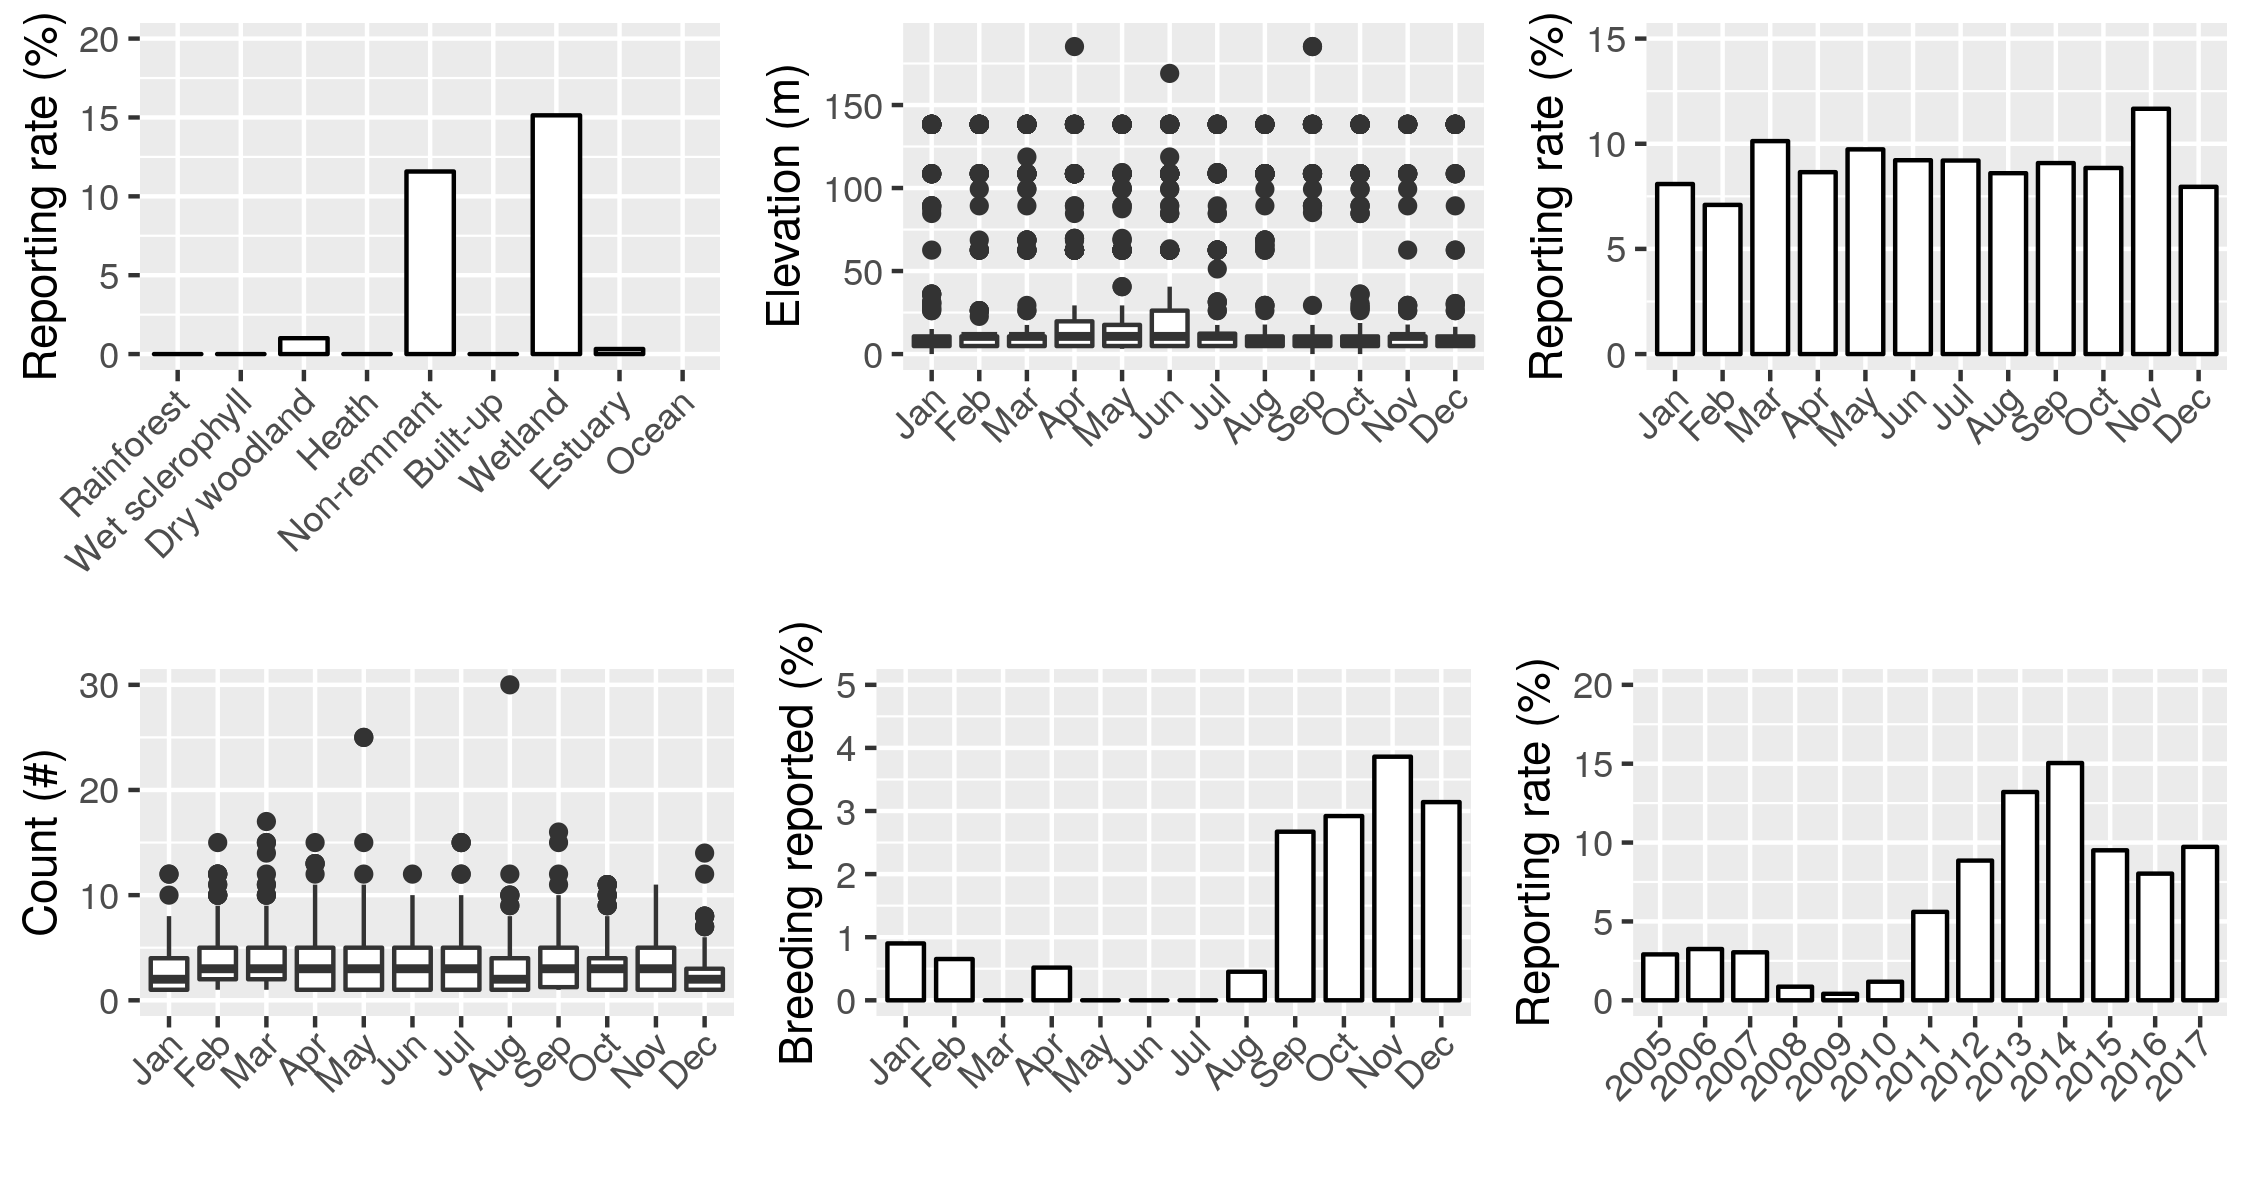 Reporting rate (%)
20
15
10
5
0
Rainforest
Wet sclerophyll
Dry woodland
Heath
Non-remnant
Built-up
Wetland
Estuary
Ocean
Elevation (m)
150
100
50
0
Jan
Feb
Mar
Apr
May
Jun
Jul
Aug
Sep
Oct
Nov
Dec
Reporting rate (%)
15
10
5
0
Jan
Feb
Mar
Apr
May
Jun
Jul
Aug
Sep
Oct
Nov
Dec
Count (#)
30
20
10
0
Jan
Feb
Mar
Apr
May
Jun
Jul
Aug
Sep
Oct
Nov
Dec
Breeding reported (%)
5
4
3
2
1
0
Jan
Feb
Mar
Apr
May
Jun
Jul
Aug
Sep
Oct
Nov
Dec
Reporting rate (%)
20
15
10
5
0
2005
2006
2007
2008
2009
2010
2011
2012
2013
2014
2015
2016
2017